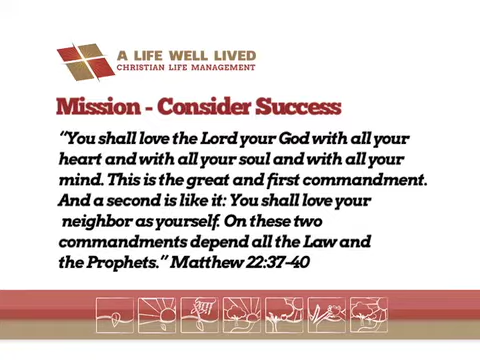 A LIFE WELL LIVED
CHRISTIAN LIFE MANAGEMENT
Mission - Consider Success
“You shall love the Lord your God with all your
heart and with all your soul and with all your
mind. This is the great and first commandment.
And a second is like it: You shall love your
neighbor as yourself. On these two
commandments depend all the Law and
the Prophets.” Matthew 22:37-40